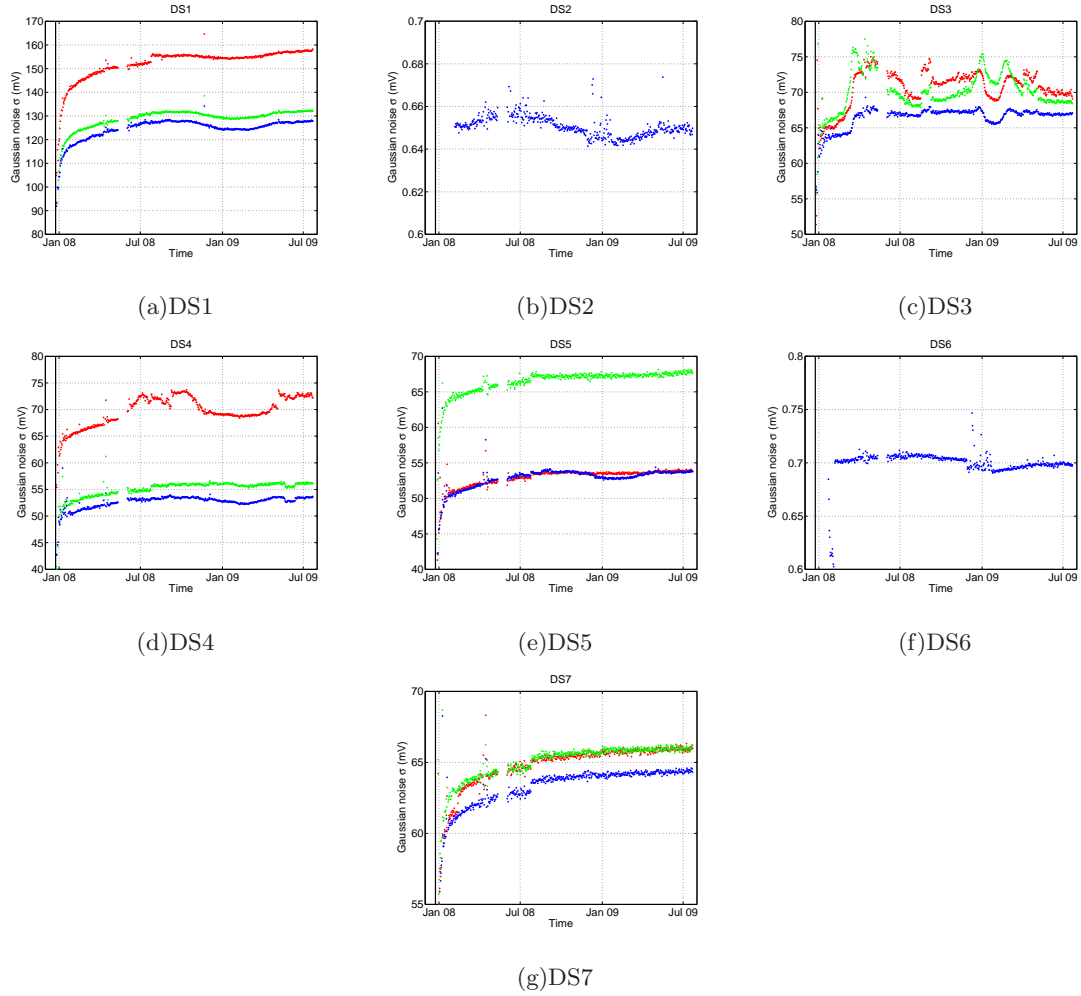 DS1
Gaussian noise σ (mV)
170
160
150
140
130
120
110
100
90
80
Jan 08
Jul 08
Jan 09
Jul 09
Time
(a)DS1
DS2
Gaussian noise σ (mV)
0.7
0.68
0.66
0.64
0.62
0.6
Jan 08
Jul 08
Jan 09
Jul 09
Time
(b)DS2
DS3
Gaussian noise σ (mV)
80
75
70
65
60
55
50
Jan 08
Jul 08
Jan 09
Jul 09
Time
(c)DS3
DS4
Gaussian noise σ (mV)
80
75
70
65
60
55
50
45
40
Jan 08
Jul 08
Jan 09
Jul 09
Time
(d)DS4
DS5
Gaussian noise σ (mV)
70
65
60
55
50
45
40
Jan 08
Jul 08
Jan 09
Jul 09
Time
(e)DS5
DS6
Gaussian noise σ (mV)
0.8
0.75
0.7
0.65
0.6
Jan 08
Jul 08
Jan 09
Jul 09
Time
(f)DS6
DS7
Gaussian noise σ (mV)
70
65
60
55
Jan 08
Jul 08
Jan 09
Jul 09
Time
(g)DS7